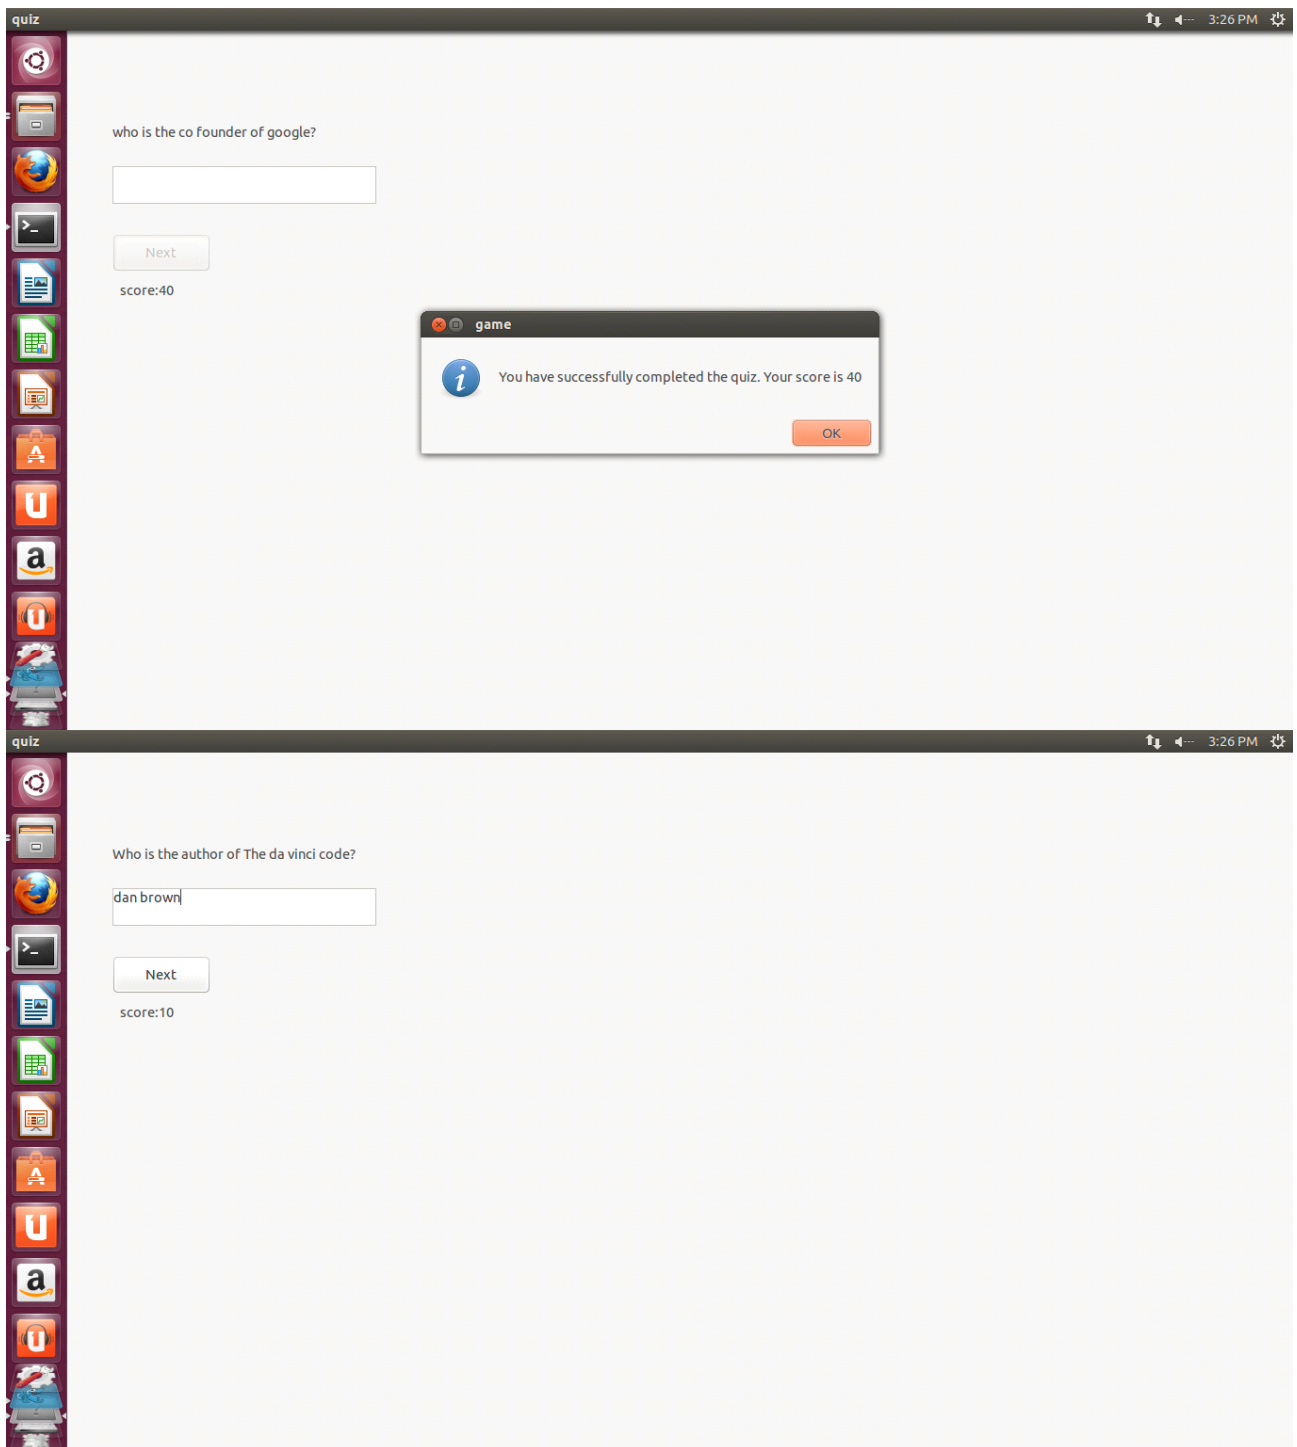 quiz
3:26 PM
who is the co founder of google?
Next
score:40
game
You have successfully completed the quiz. Your score is 40
OK
quiz
3:26 PM
Who is the author of The da vinci code?
dan brown
Next
score:10